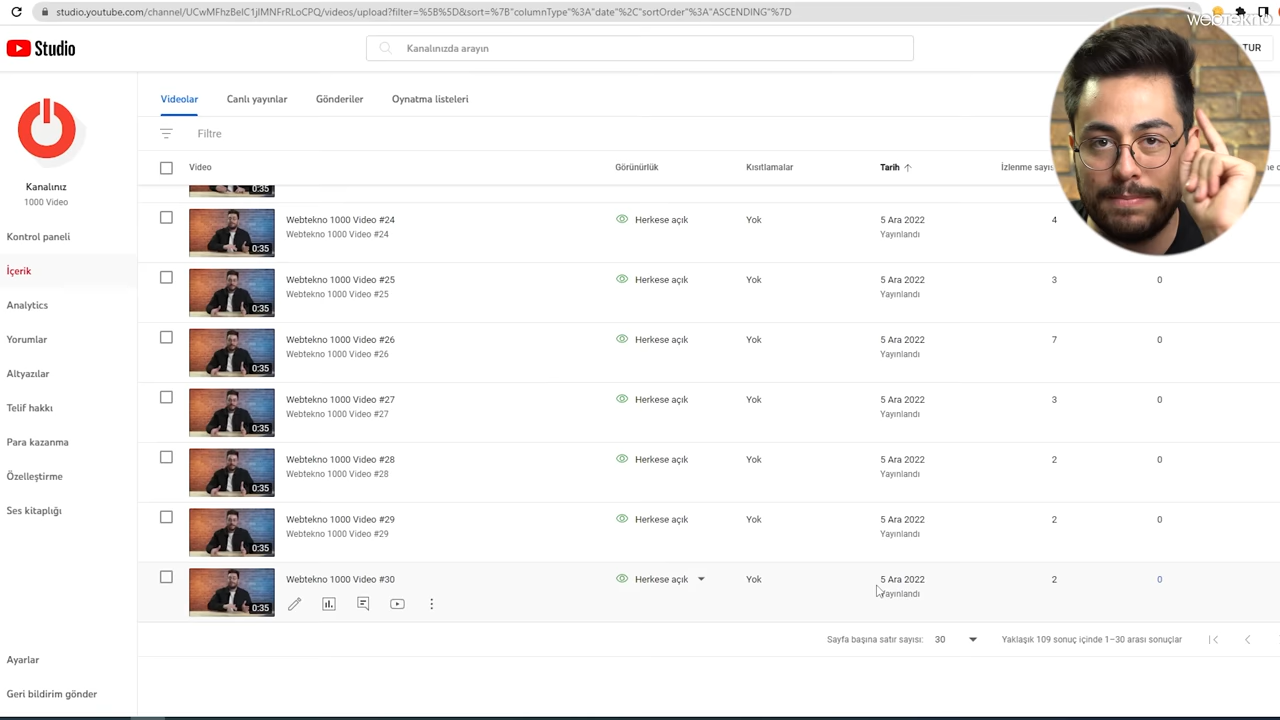 studio.youtube.com/channel/UCwMFhzBelC1jIMNFrRLoCPQ/videos/upload?filter=%5B%5D&sort=%7B"columnType"%3A"date"%2C"sortOrder"%3A"ASCENDING"%7D
webtekno
Studio
Kanalınızda arayın
TUR
Videolar
Canlı yayınlar
Gönderiler
Oynatma listeleri
Filtre
Video
Görünürlük
Kısıtlamalar
Tarih
İzlenme sayıs
Kanalınız
1000 Video
Kontrol paneli
İçerik
Analytics
Yorumlar
Altyazılar
Telif hakkı
Para kazanma
Özelleştirme
Ses kitaplığı
Ayarlar
Geri bildirim gönder
0:35
Webtekno 1000 Video #24
Herkese açık
Yok
5 Ara 2022
4
Webtekno 1000 Video #24
Yayınlandı
0:35
Webtekno 1000 Video #25
Herkese açık
Yok
5 Ara 2022
3
0
Webtekno 1000 Video #25
Yayınlandı
0:35
Webtekno 1000 Video #26
Herkese açık
Yok
5 Ara 2022
7
0
Webtekno 1000 Video #26
Yayınlandı
0:35
Webtekno 1000 Video #27
Herkese açık
Yok
5 Ara 2022
3
0
Webtekno 1000 Video #27
Yayınlandı
0:35
Webtekno 1000 Video #28
Herkese açık
Yok
5 Ara 2022
2
0
Webtekno 1000 Video #28
Yayınlandı
0:35
Webtekno 1000 Video #29
Herkese açık
Yok
5 Ara 2022
2
0
Webtekno 1000 Video #29
Yayınlandı
0:35
Webtekno 1000 Video #30
Herkese açık
Yok
5 Ara 2022
2
0
Yayınlandı
0:35
Sayfa başına satır sayısı:
30
Yaklaşık 109 sonuç içinde 1–30 arası sonuçlar